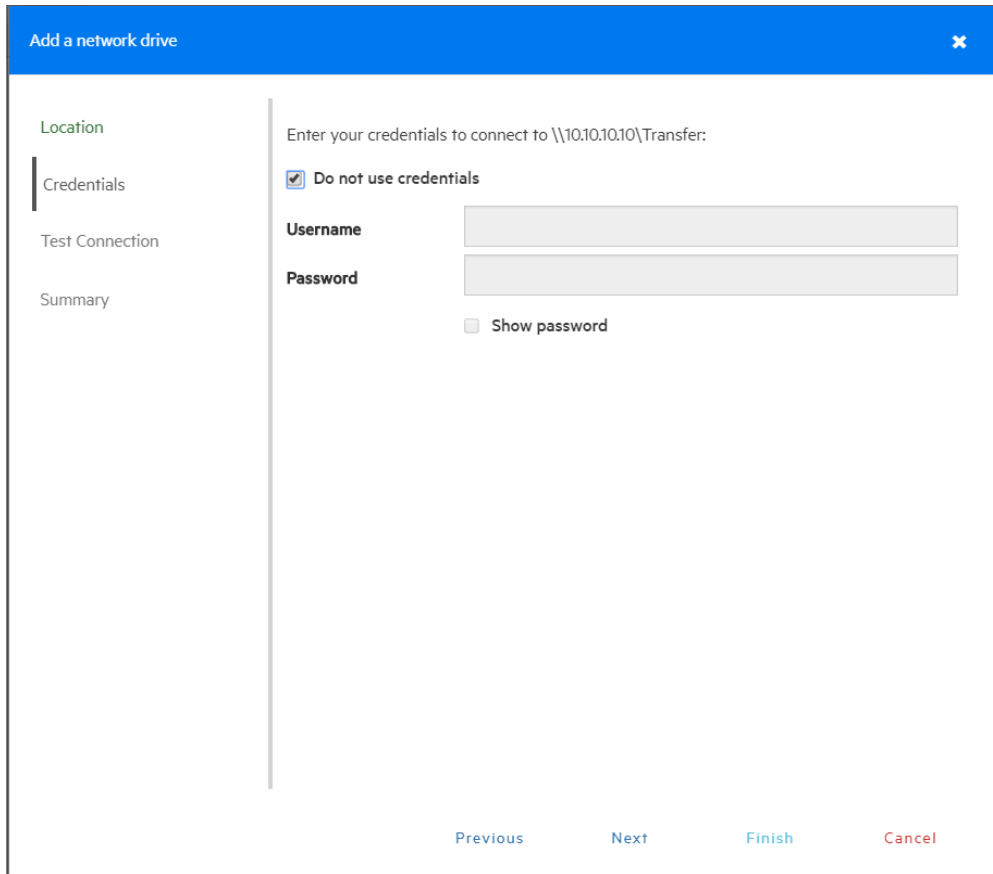 Add a network drive
Location
Credentials
Test Connection
Summary
Enter your credentials to connect to \\10.10.10.10\Transfer:
Do not use credentials
Username
Password
Show password
Previous Next Finish Cancel